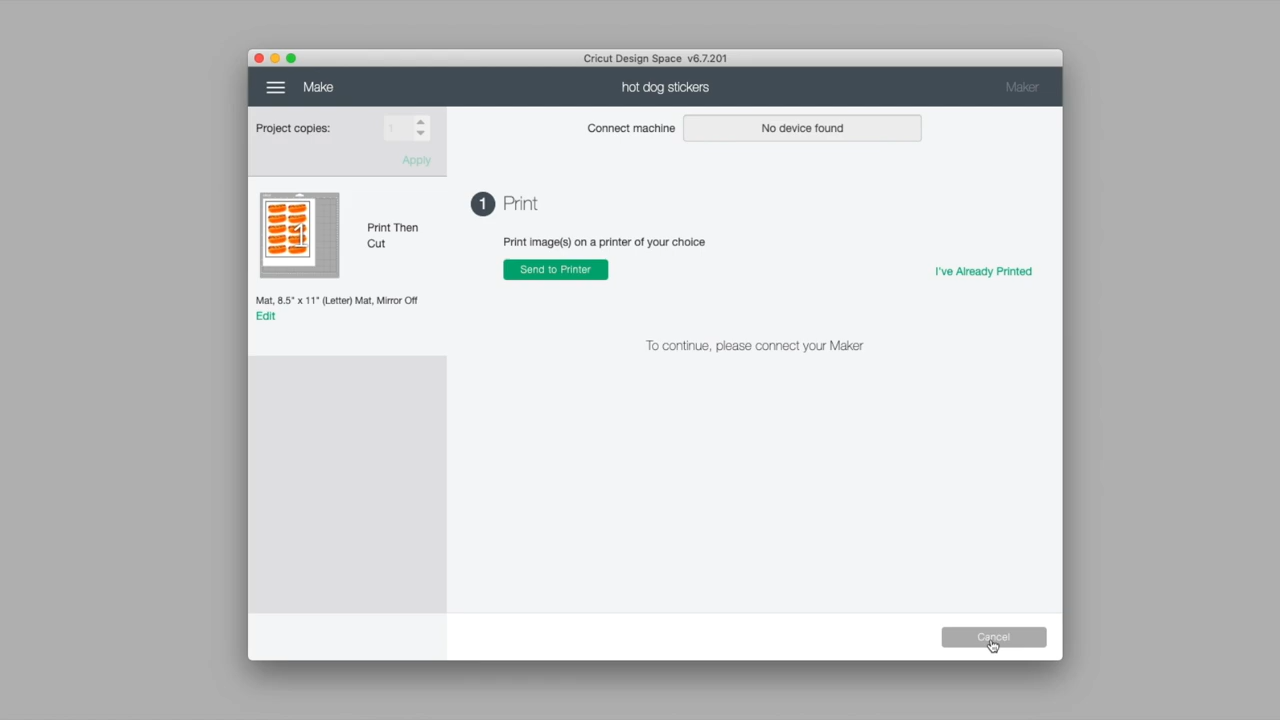 Cricut Design Space v6.7.201
Make
hot dog stickers
Maker
Project copies:
1
Apply
Connect machine
No device found
1
Print Then
Cut
Mat, 8.5" x 11" (Letter) Mat, Mirror Off
Edit
1 Print
Print image(s) on a printer of your choice
Send to Printer
I've Already Printed
To continue, please connect your Maker
Cancel